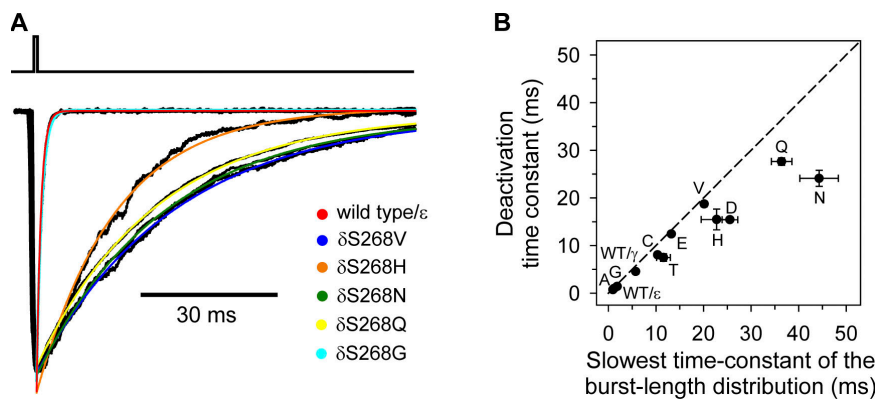 A
wild type/ε
δS268V
δS268H
δS268N
δS268Q
δS268G
30 ms
B
Deactivation
time constant (ms)
50
40
30
20
10
0
Q
N
V
D
H
E
C
T
WT/γ
G
A
WT/ε
0 10 20 30 40 50
Slowest time-constant of the
burst-length distribution (ms)